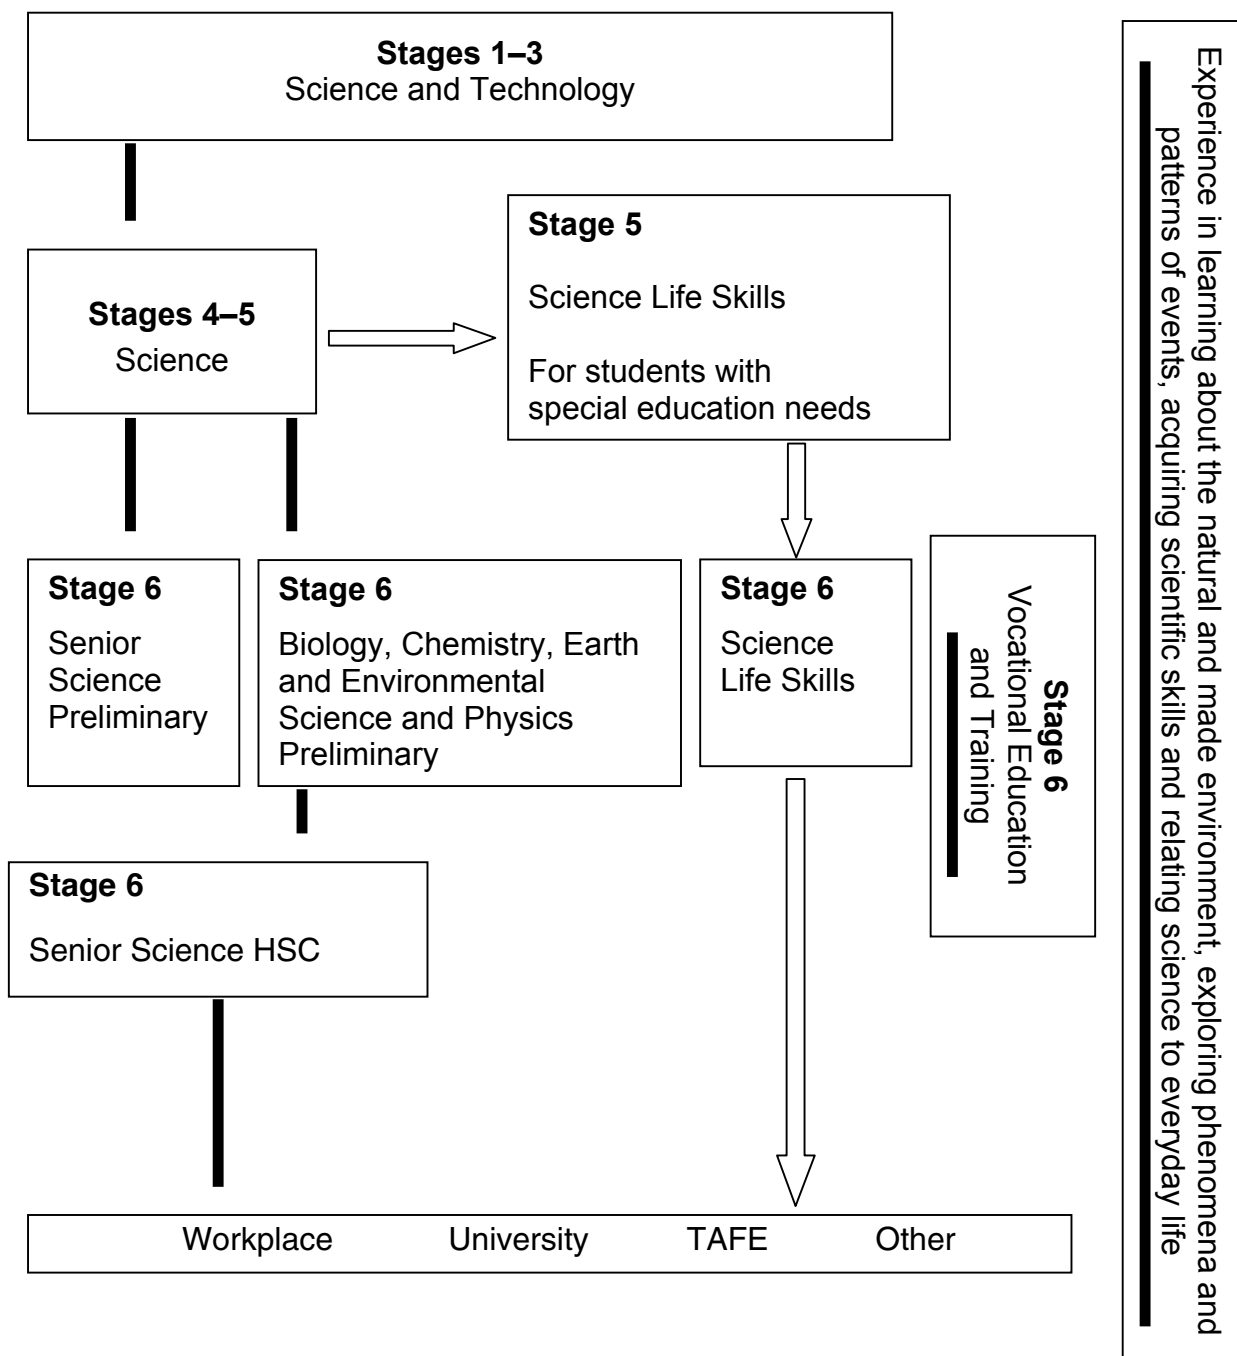 Stages 1–3
Science and Technology
Stages 4–5
Science
Stage 5
Science Life Skills
For students with
special education needs
Stage 6
Senior
Science
Preliminary
Stage 6
Biology, Chemistry, Earth
and Environmental
Science and Physics
Preliminary
Stage 6
Science
Life Skills
Stage 6
Vocational Education
and Training
Stage 6
Senior Science HSC
Workplace University TAFE Other
Experience in learning about the natural and made environment, exploring phenomena and
patterns of events, acquiring scientific skills and relating science to everyday life